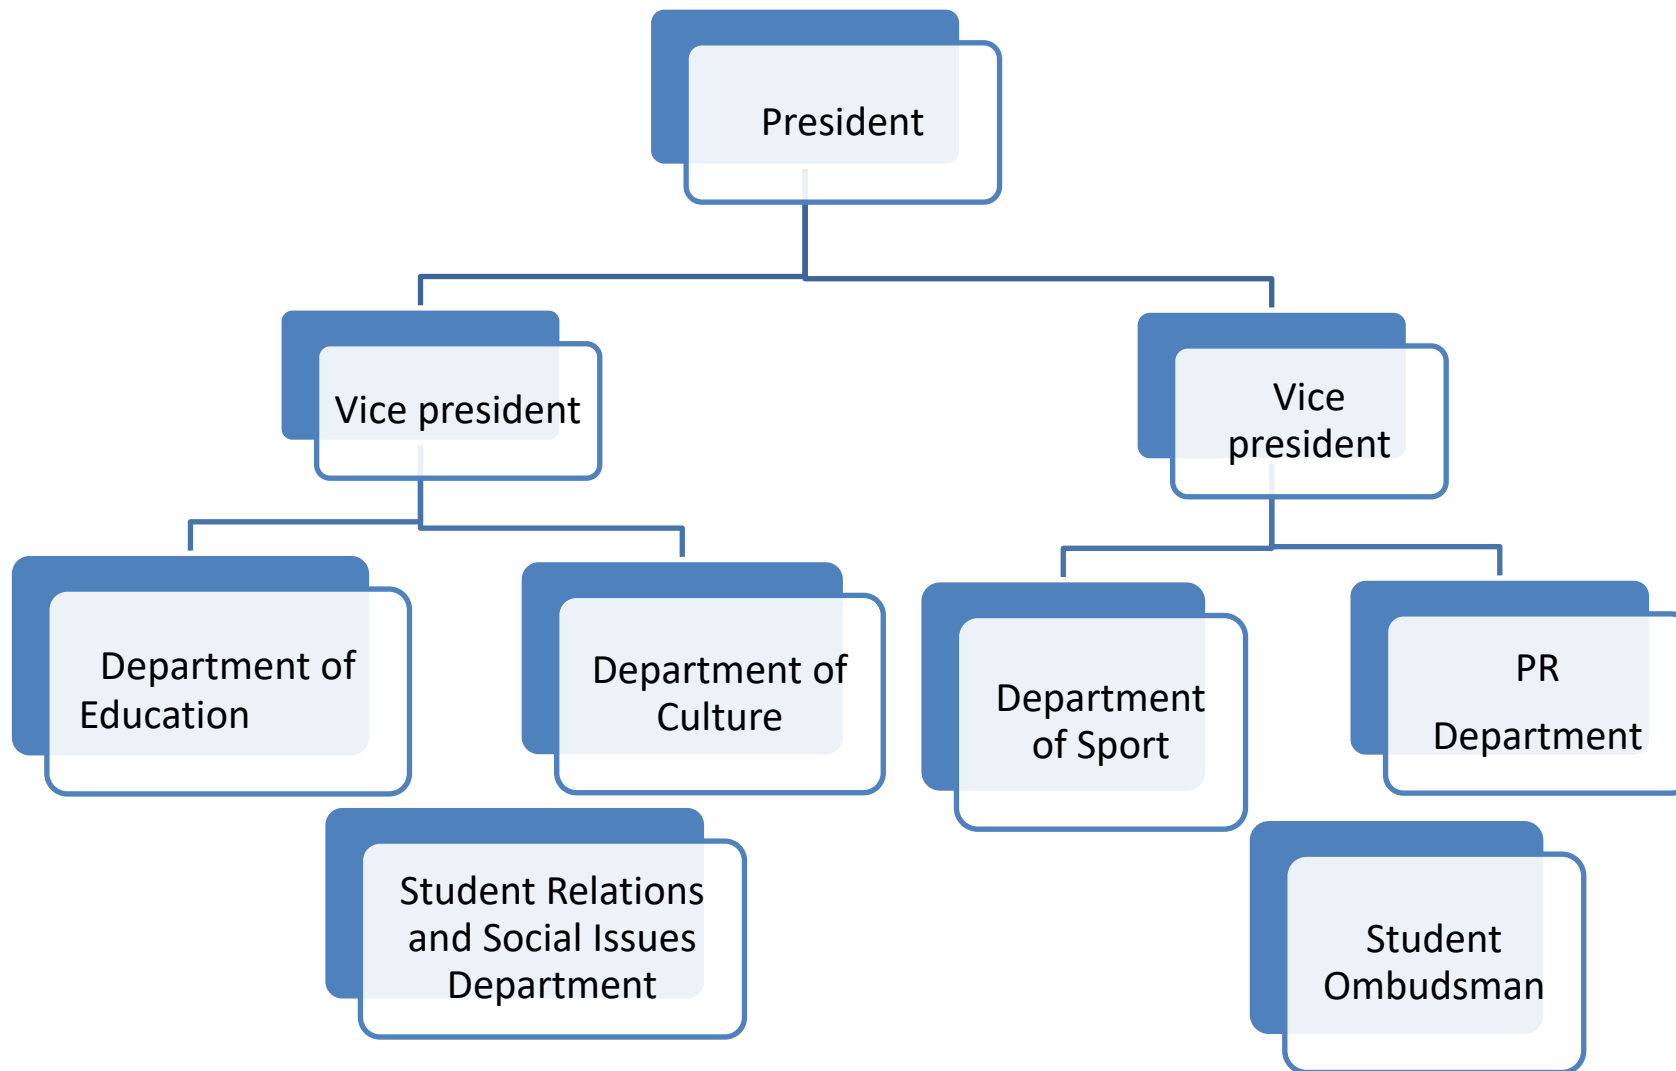 President
Vice president
Vice
president
Department of
Education
Department of
Culture
Department
of Sport
PR
Department
Student Relations
and Social Issues
Department
Student
Ombudsman